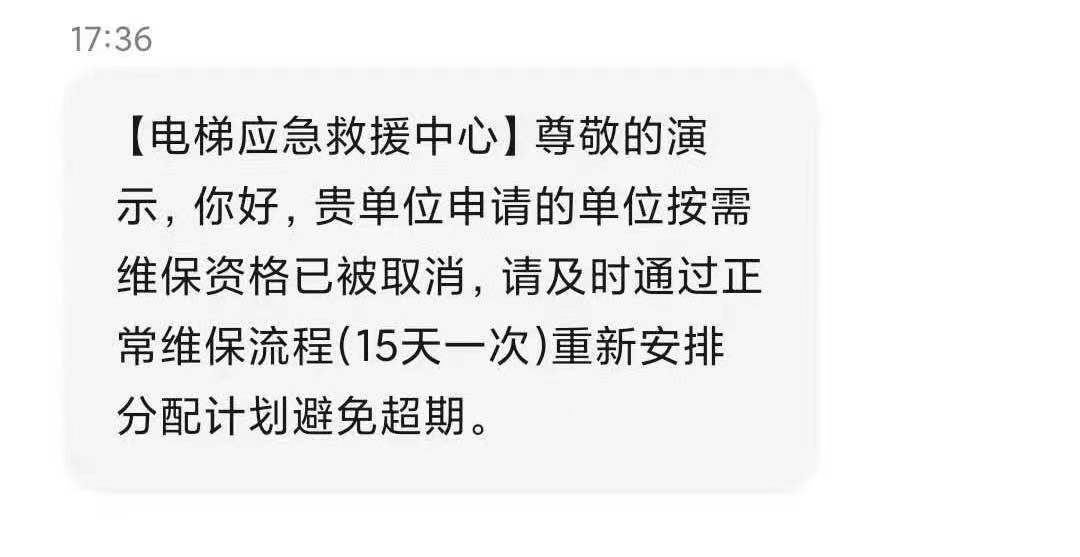 17:36
【电梯应急救援中心】尊敬的演
示, 你好, 贵单位申请的单位按需
维保资格已被取消, 请及时通过正
常维保流程(15天一次)重新安排
分配计划避免超期。